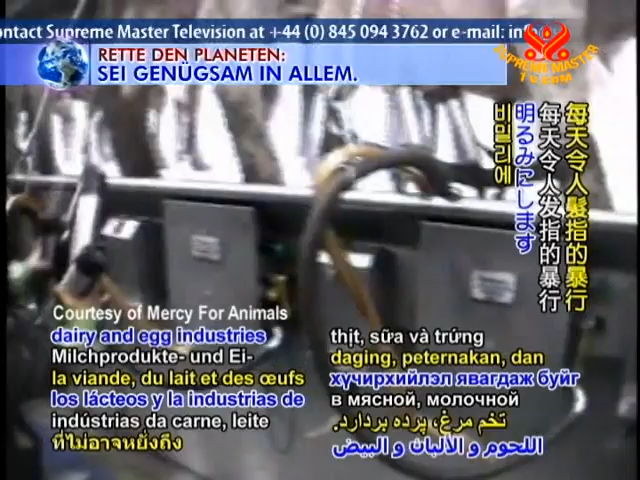 ontact Supreme Master Television at +44 (0) 845 094 3762 or e-mail: info@
RETTE DEN PLANETEN:
SEI GENÜGSAM IN ALLEM.
SUPREME MASTER
TV.COM
每天令人髮指的暴行
每天令人发指的暴行
明るみにします
비밀리에
Courtesy of Mercy For Animals
dairy and egg industries
Milchprodukte- und Ei-
la viande, du lait et des œufs
los lácteos y la industrias de
indústrias da carne, leite
ที่ไม่อาจหยั่งถึง
thịt, sữa và trứng
daging, peternakan, dan
хүчирхийлэл явагдаж буйг
в мясной, молочной
تخم مرغ، پرده بردارد.
اللحوم و الألبان و البيض